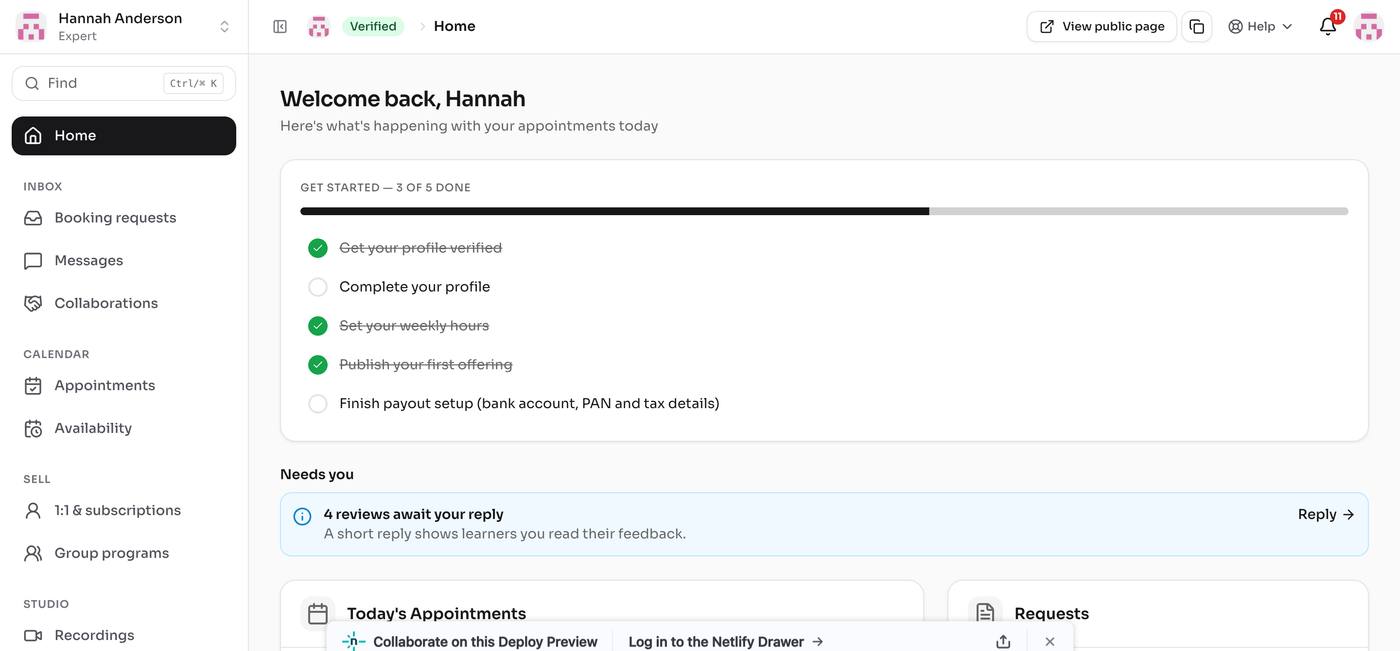 Hannah Anderson
Expert
Verified
Home
View public page
Help
11
Find
Ctrl/⌘ K
Home
INBOX
Booking requests
Messages
Collaborations
CALENDAR
Appointments
Availability
SELL
1:1 & subscriptions
Group programs
STUDIO
Recordings
Welcome back, Hannah
Here's what's happening with your appointments today
GET STARTED — 3 OF 5 DONE
Get your profile verified
Complete your profile
Set your weekly hours
Publish your first offering
Finish payout setup (bank account, PAN and tax details)
Needs you
4 reviews await your reply
A short reply shows learners you read their feedback.
Reply →
Today's Appointments
Requests
n
Collaborate on this Deploy Preview
Log in to the Netlify Drawer →